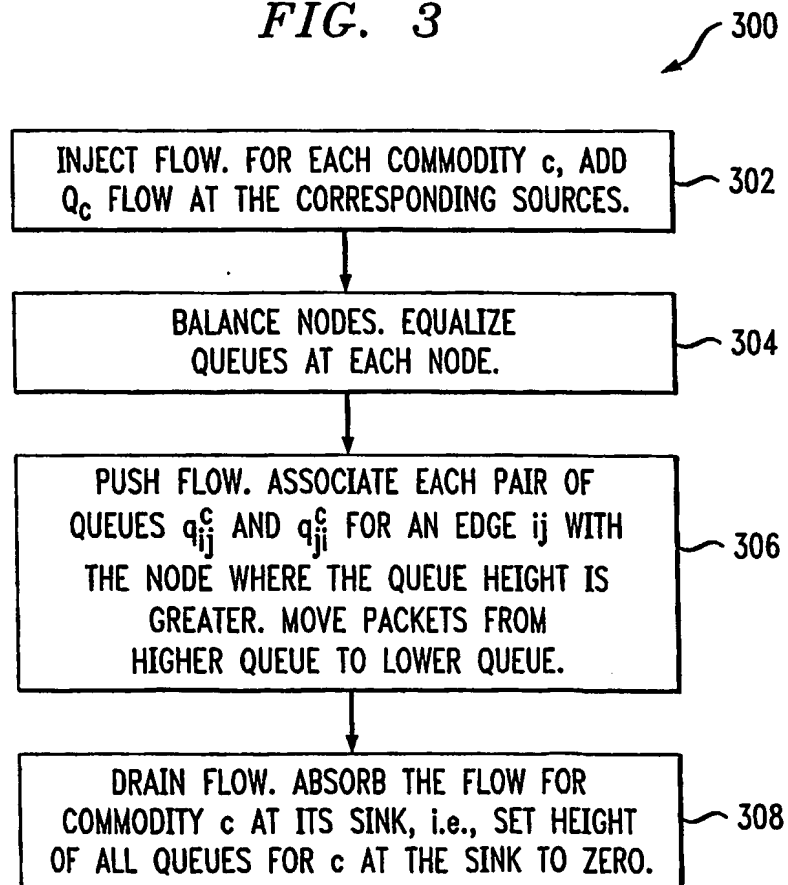 FIG. 3
300
INJECT FLOW. FOR EACH COMMODITY c, ADD
Qc FLOW AT THE CORRESPONDING SOURCES.
302
BALANCE NODES. EQUALIZE
QUEUES AT EACH NODE.
304
PUSH FLOW. ASSOCIATE EACH PAIR OF
QUEUES q^c_ij AND q^c_ji FOR AN EDGE ij WITH
THE NODE WHERE THE QUEUE HEIGHT IS
GREATER. MOVE PACKETS FROM
HIGHER QUEUE TO LOWER QUEUE.
306
DRAIN FLOW. ABSORB THE FLOW FOR
COMMODITY c AT ITS SINK, i.e., SET HEIGHT
OF ALL QUEUES FOR c AT THE SINK TO ZERO.
308